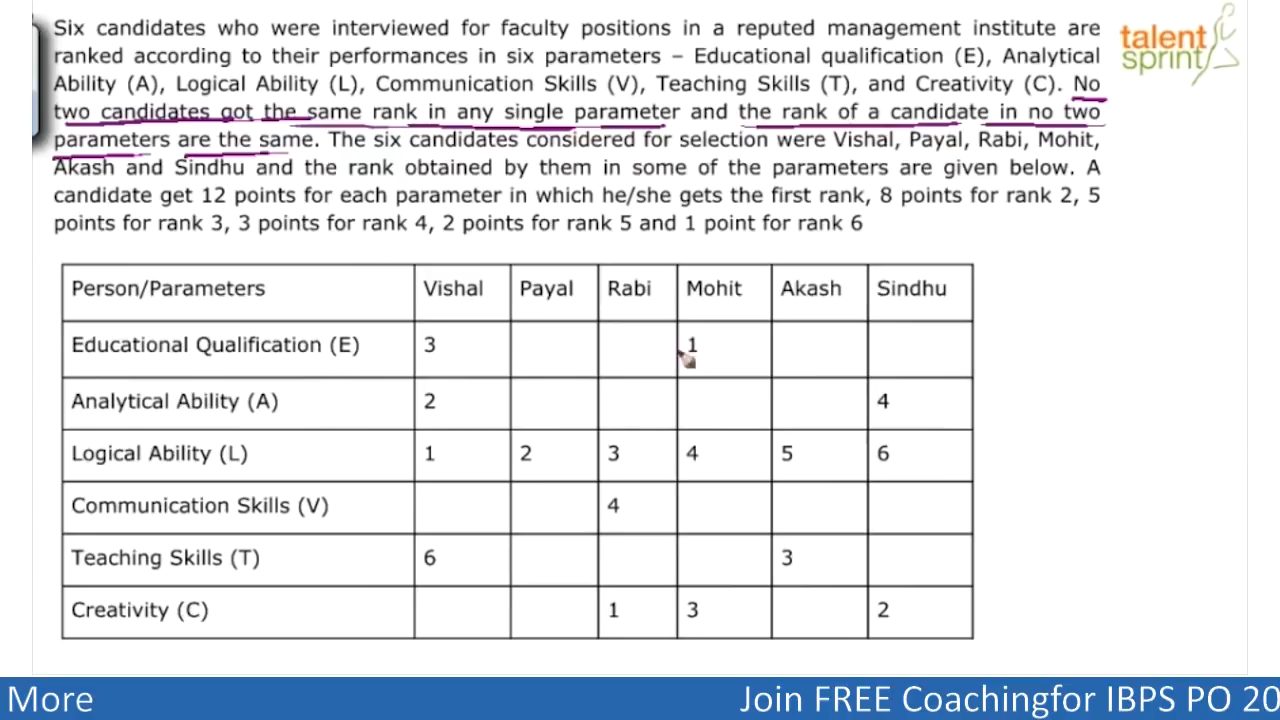 Six candidates who were interviewed for faculty positions in a reputed management institute are
ranked according to their performances in six parameters – Educational qualification (E), Analytical
Ability (A), Logical Ability (L), Communication Skills (V), Teaching Skills (T), and Creativity (C). No
two candidates got the same rank in any single parameter and the rank of a candidate in no two
parameters are the same. The six candidates considered for selection were Vishal, Payal, Rabi, Mohit,
Akash and Sindhu and the rank obtained by them in some of the parameters are given below. A
candidate get 12 points for each parameter in which he/she gets the first rank, 8 points for rank 2, 5
points for rank 3, 3 points for rank 4, 2 points for rank 5 and 1 point for rank 6
talent
sprint
Person/Parameters Vishal Payal Rabi Mohit Akash Sindhu
Educational Qualification (E) 3 1
Analytical Ability (A) 2 4
Logical Ability (L) 1 2 3 4 5 6
Communication Skills (V) 4
Teaching Skills (T) 6 3
Creativity (C) 1 3 2
More Join FREE Coachingfor IBPS PO 20